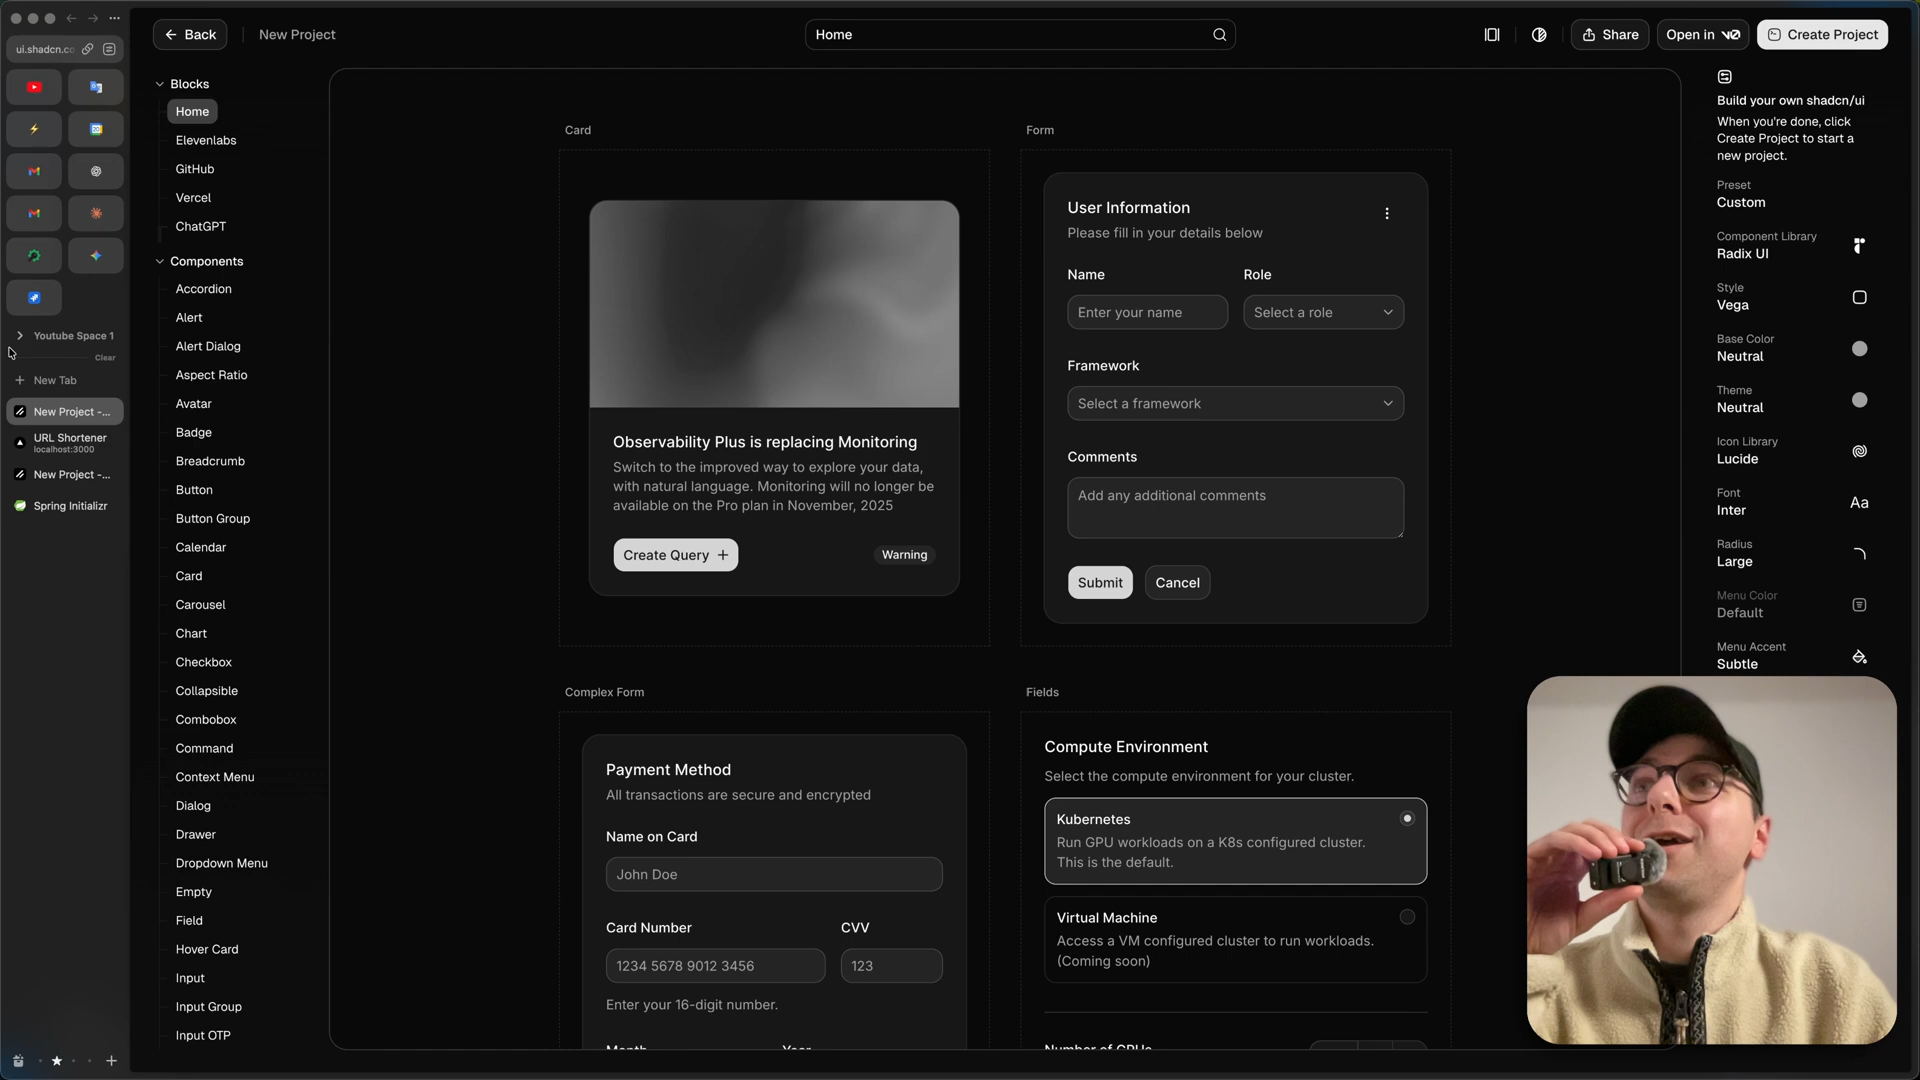 Back
New Project
Home
Share
Open in v0
Create Project
ui.shadcn.co
Youtube Space 1
Clear
New Tab
New Project -...
URL Shortener
localhost:3000
New Project -...
Spring Initializr
Blocks
Home
Elevenlabs
GitHub
Vercel
ChatGPT
Components
Accordion
Alert
Alert Dialog
Aspect Ratio
Avatar
Badge
Breadcrumb
Button
Button Group
Calendar
Card
Carousel
Chart
Checkbox
Collapsible
Combobox
Command
Context Menu
Dialog
Drawer
Dropdown Menu
Empty
Field
Hover Card
Input
Input Group
Input OTP
Card
Observability Plus is replacing Monitoring
Switch to the improved way to explore your data,
with natural language. Monitoring will no longer be
available on the Pro plan in November, 2025
Create Query
Warning
Form
User Information
Please fill in your details below
Name
Role
Enter your name
Select a role
Framework
Select a framework
Comments
Add any additional comments
Submit
Cancel
Complex Form
Payment Method
All transactions are secure and encrypted
Name on Card
John Doe
Card Number
CVV
1234 5678 9012 3456
123
Enter your 16-digit number.
Month
Year
Fields
Compute Environment
Select the compute environment for your cluster.
Kubernetes
Run GPU workloads on a K8s configured cluster.
This is the default.
Virtual Machine
Access a VM configured cluster to run workloads.
(Coming soon)
Number of GPUs
Build your own shadcn/ui
When you're done, click
Create Project to start a
new project.
Preset
Custom
Component Library
Radix UI
Style
Vega
Base Color
Neutral
Theme
Neutral
Icon Library
Lucide
Font
Inter
Aa
Radius
Large
Menu Color
Default
Menu Accent
Subtle